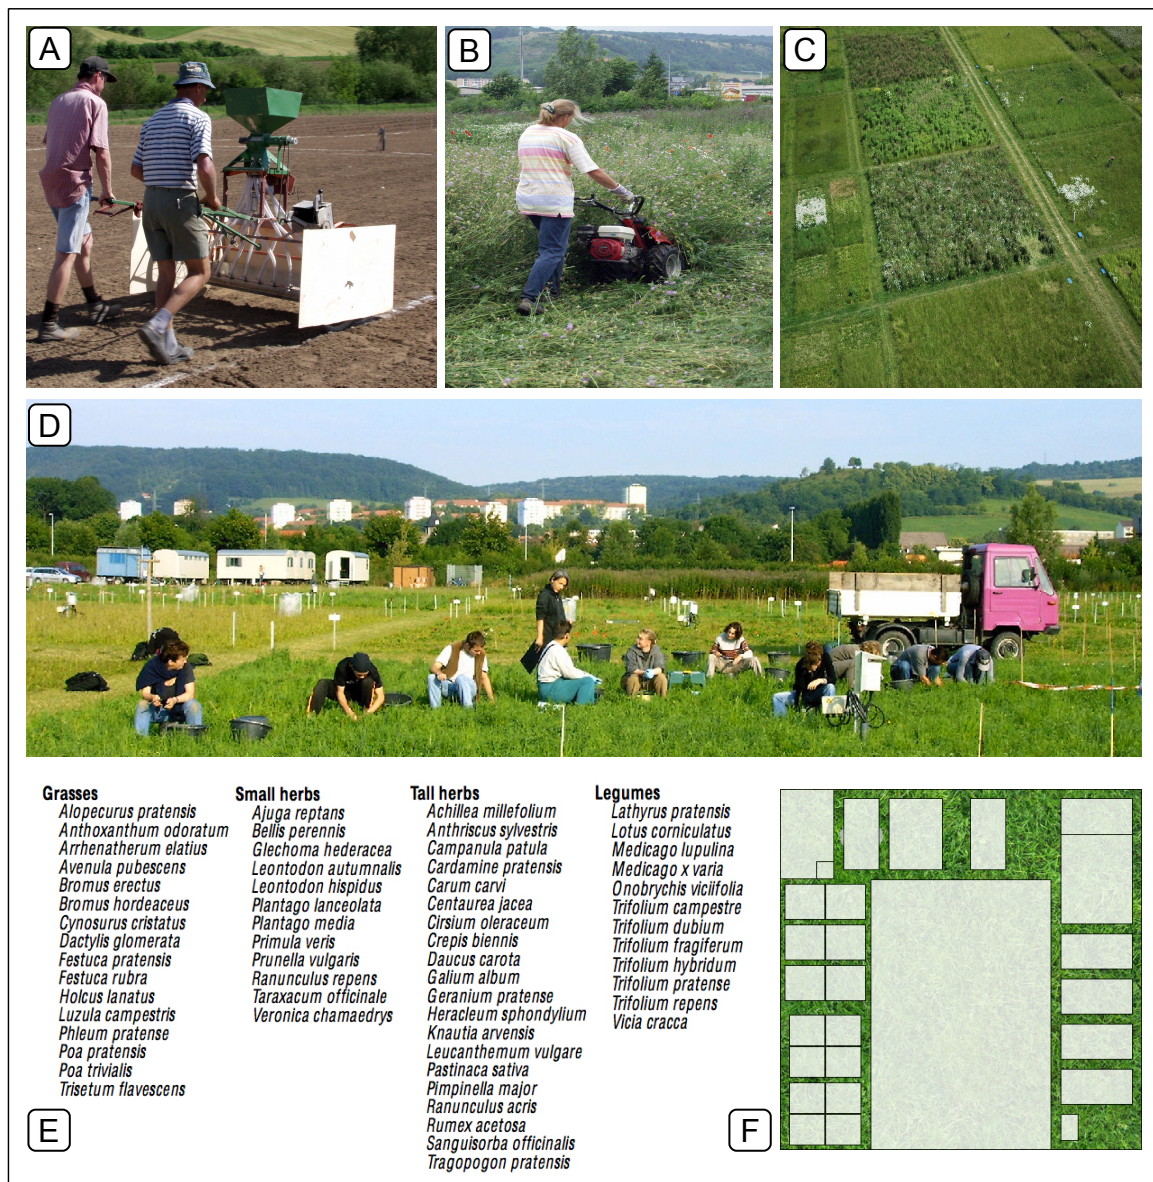 A
B
C
D
Grasses
Alopecurus pratensis
Anthoxanthum odoratum
Arrhenatherum elatius
Avenula pubescens
Bromus erectus
Bromus hordeaceus
Cynosurus cristatus
Dactylis glomerata
Festuca pratensis
Festuca rubra
Holcus lanatus
Luzula campestris
Phleum pratense
Poa pratensis
Poa trivialis
Trisetum flavescens
Small herbs
Ajuga reptans
Bellis perennis
Glechoma hederacea
Leontodon autumnalis
Leontodon hispidus
Plantago lanceolata
Plantago media
Primula veris
Prunella vulgaris
Ranunculus repens
Taraxacum officinale
Veronica chamaedrys
Tall herbs
Achillea millefolium
Anthriscus sylvestris
Campanula patula
Cardamine pratensis
Carum carvi
Centaurea jacea
Cirsium oleraceum
Crepis biennis
Daucus carota
Galium album
Geranium pratense
Heracleum sphondylium
Knautia arvensis
Leucanthemum vulgare
Pastinaca sativa
Pimpinella major
Ranunculus acris
Rumex acetosa
Sanguisorba officinalis
Tragopogon pratensis
Legumes
Lathyrus pratensis
Lotus corniculatus
Medicago lupulina
Medicago x varia
Onobrychis viciifolia
Trifolium campestre
Trifolium dubium
Trifolium fragiferum
Trifolium hybridum
Trifolium pratense
Trifolium repens
Vicia cracca
E
F